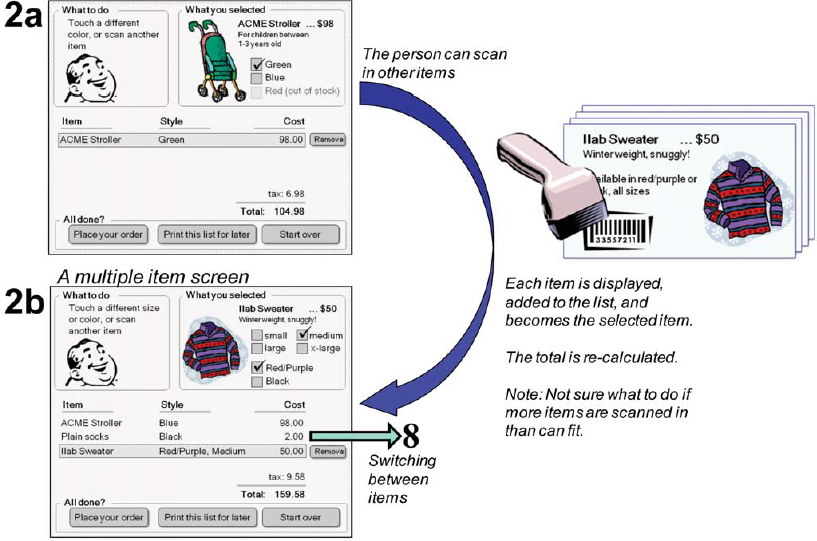 2a
What to do
Touch a different
color, or scan another
item
What you selected
ACME Stroller ... $98
For children between
1-3 years old
Green
Blue
Red (out of stock)
Item Style Cost
ACME Stroller Green 98.00 Remove
tax: 6.98
Total: 104.98
All done?
Place your order Print this list for later Start over
The person can scan
in other items
IIab Sweater ... $50
Winter weight, snuggly!
ailable in red/purple or
k, all sizes
33557211
A multiple item screen
2b
What to do
Touch a different size
or color, or scan
another item
What you selected
IIab Sweater ... $50
Winter weight, snuggly!
small medium
large x-large
Red/Purple
Black
Item Style Cost
ACME Stroller Blue 98.00
Plain socks Black 2.00
IIab Sweater Red/Purple, Medium 50.00 Remove
tax: 9.58
Total: 159.58
All done?
Place your order Print this list for later Start over
8
Switching
between
items
Each item is displayed,
added to the list, and
becomes the selected item.
The total is re-calculated.
Note: Not sure what to do if
more items are scanned in
than can fit.